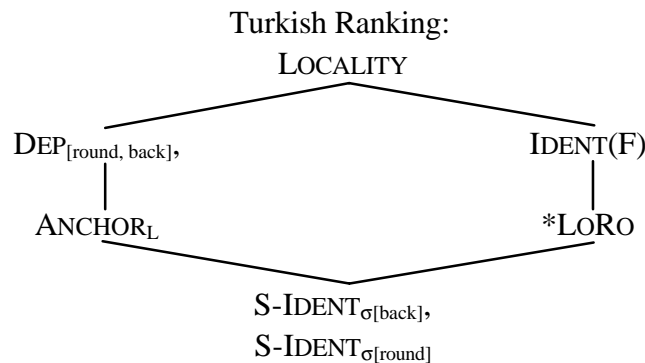 Turkish Ranking:
LOCALITY
DEP[round, back], IDENT(F)
ANCHORL *LORO
S-IDENTσ[back],
S-IDENTσ[round]